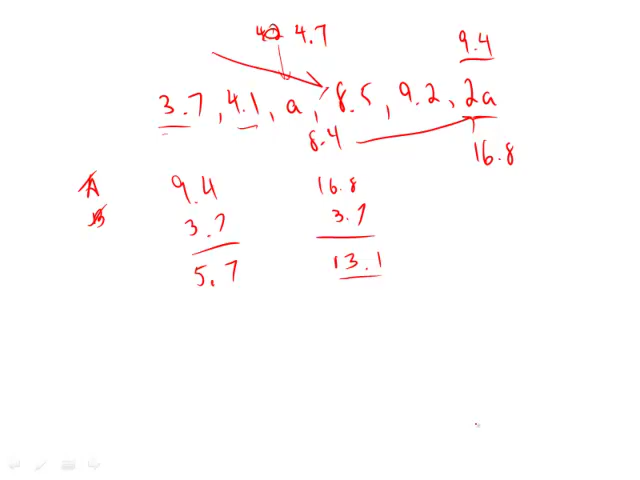 4.7
9.4
3.7, 4.1, a, 8.5, 9.2, 2a
8.4
16.8
A 9.4 16.8
B 3.7 3.7
5.7 13.1